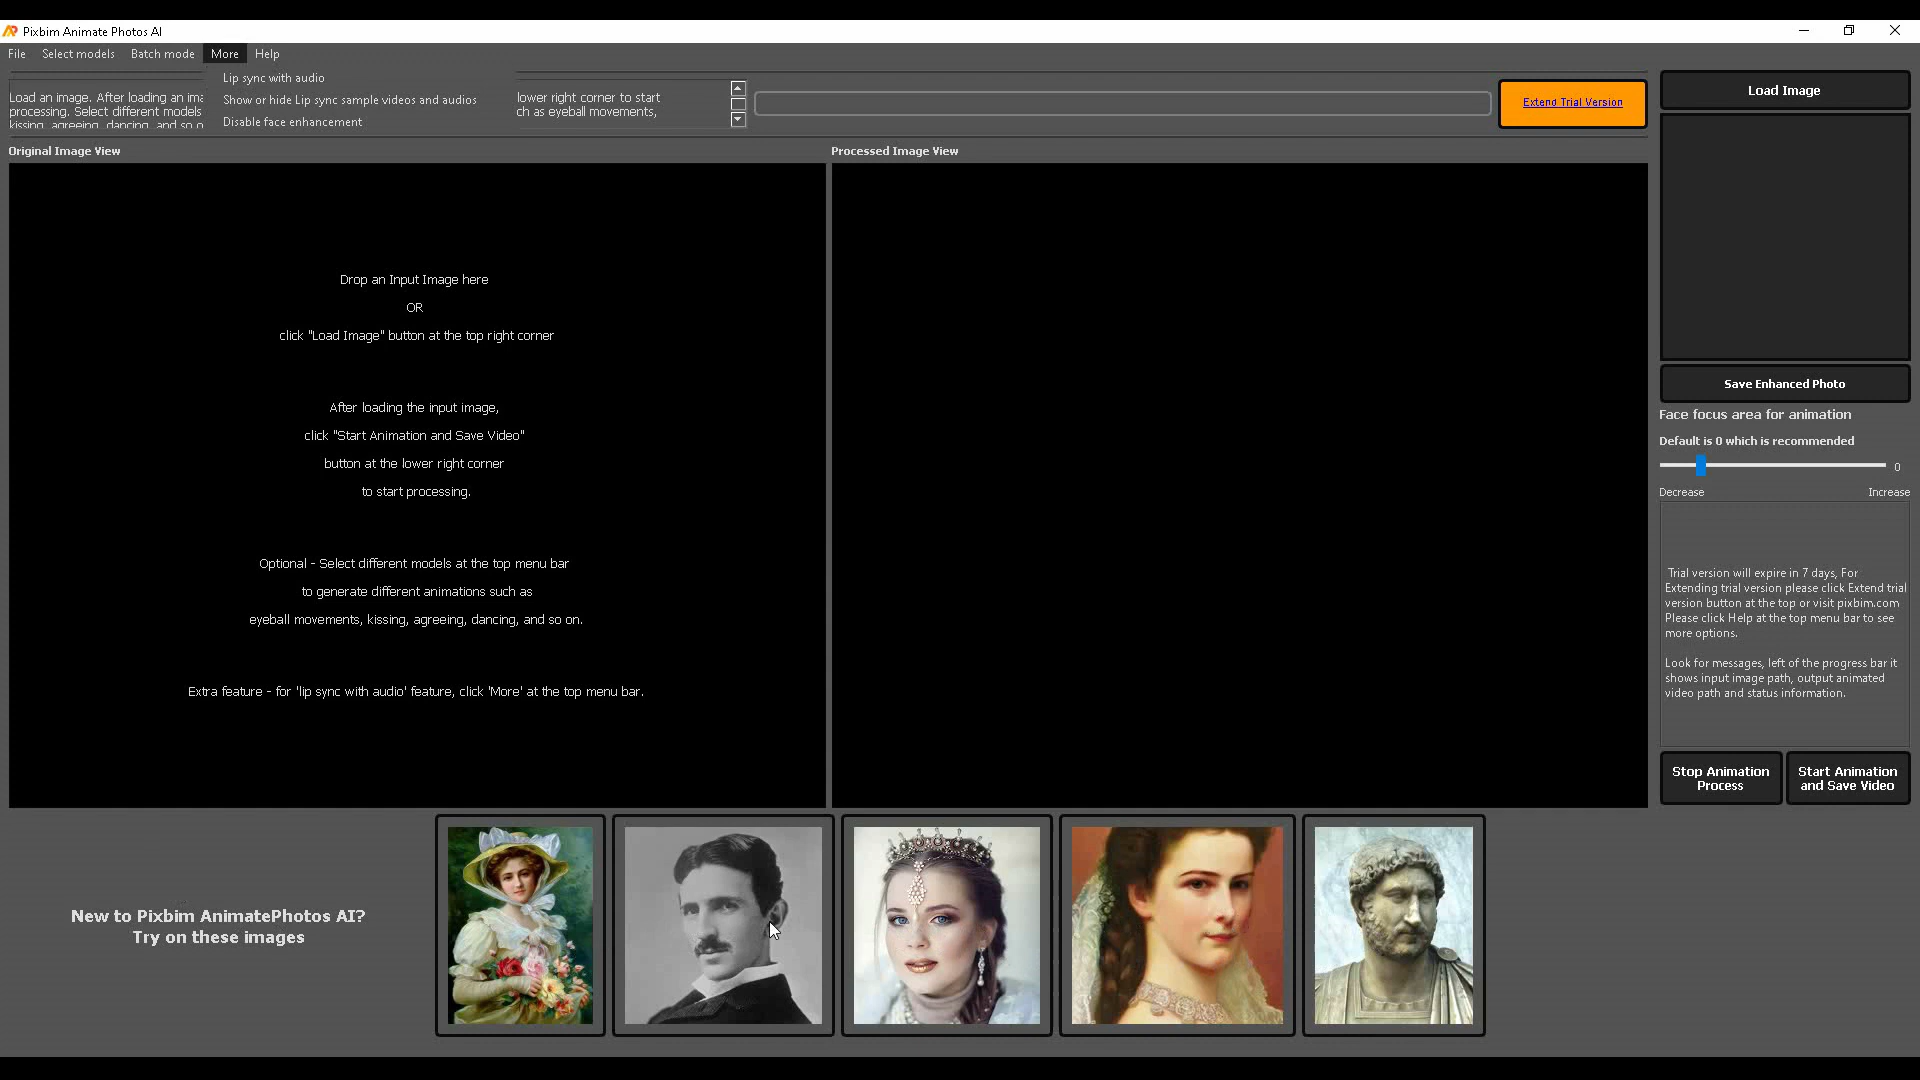 Pixbim Animate Photos AI
File Select models Batch mode More Help
Lip sync with audio
Show or hide Lip sync sample videos and audios
Disable face enhancement
Load an image. After loading an ima
processing. Select different models
kissing, agreeing, dancing, and so o
lower right corner to start
ch as eyeball movements,
Extend Trial Version
Load Image
Original Image View
Processed Image View
Drop an Input Image here
OR
click "Load Image" button at the top right corner
After loading the input image,
click "Start Animation and Save Video"
button at the lower right corner
to start processing.
Optional - Select different models at the top menu bar
to generate different animations such as
eyeball movements, kissing, agreeing, dancing, and so on.
Extra feature - for 'lip sync with audio' feature, click 'More' at the top menu bar.
Save Enhanced Photo
Face focus area for animation
Default is 0 which is recommended
0
Decrease Increase
Trial version will expire in 7 days, For
Extending trial version please click Extend trial
version button at the top or visit pixbim.com
Please click Help at the top menu bar to see
more options.
Look for messages, left of the progress bar it
shows input image path, output animated
video path and status information.
Stop Animation
Process
Start Animation
and Save Video
New to Pixbim AnimatePhotos AI?
Try on these images